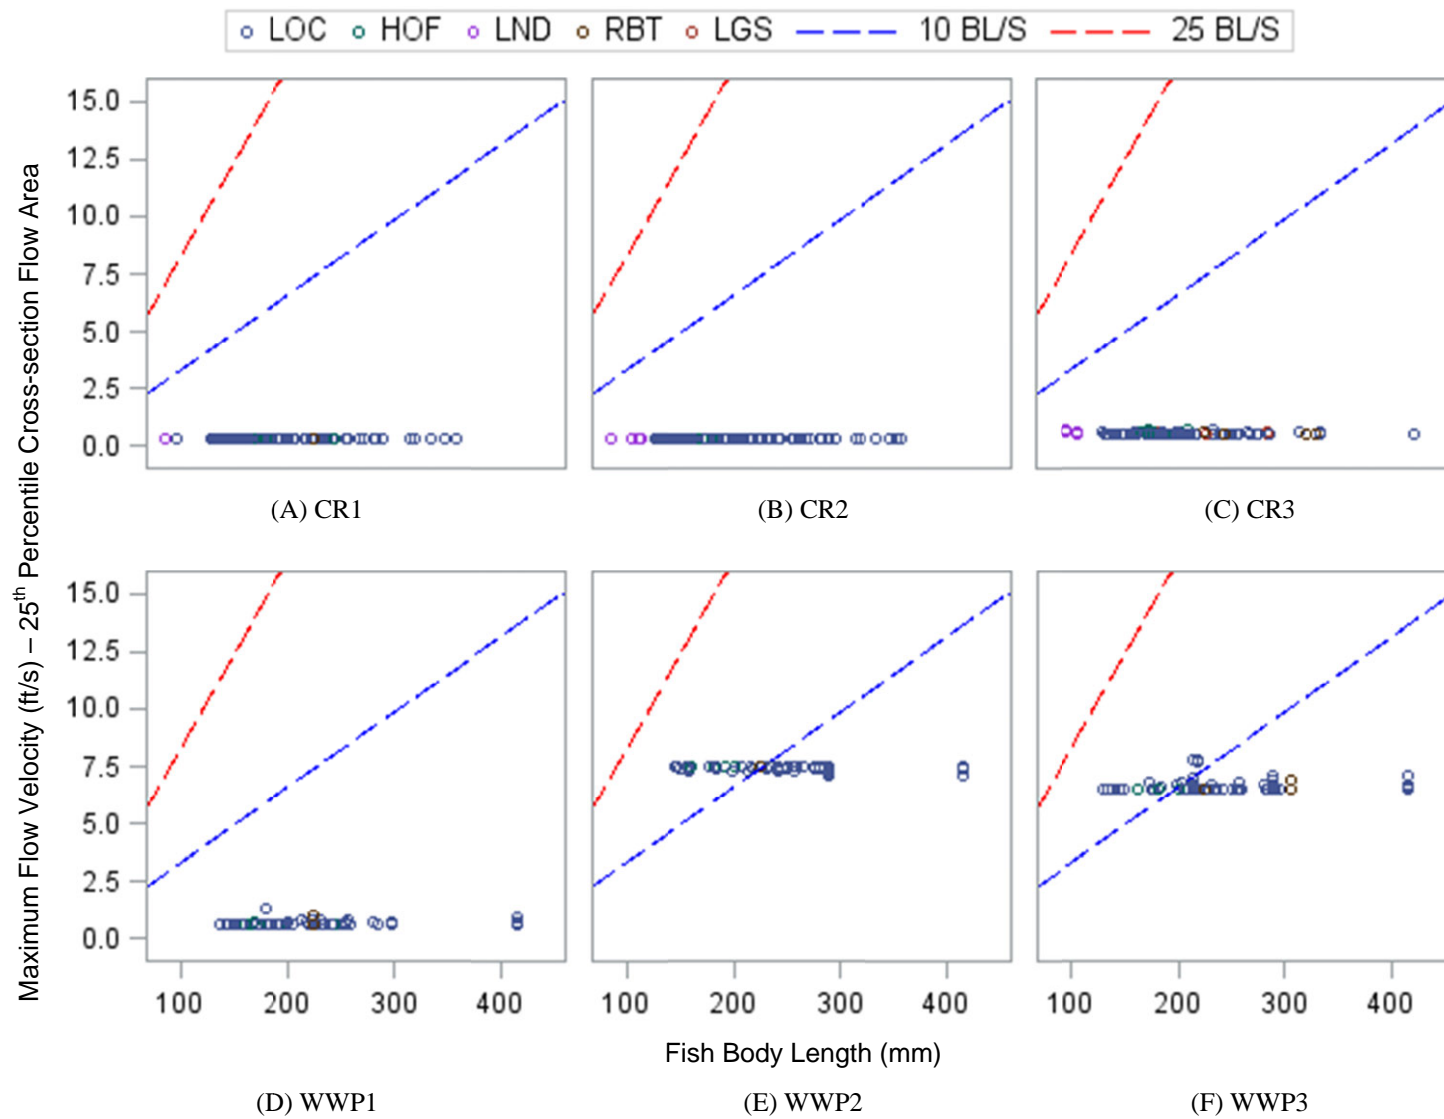 LOC HOF LND RBT LGS 10 BL/S 25 BL/S
Maximum Flow Velocity (ft/s) – 25th Percentile Cross-section Flow Area
15.0
12.5
10.0
7.5
5.0
2.5
0.0
(A) CR1 (B) CR2 (C) CR3
15.0
12.5
10.0
7.5
5.0
2.5
0.0
100 200 300 400 100 200 300 400 100 200 300 400
Fish Body Length (mm)
(D) WWP1 (E) WWP2 (F) WWP3